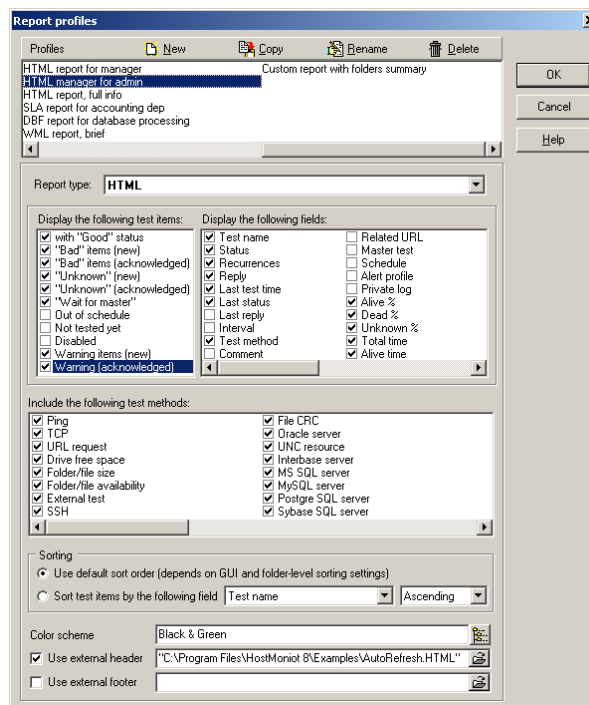 Report profiles
Profiles New Copy Rename Delete
HTML report for manager Custom report with folders summary
HTML manager for admin
HTML report, full info
SLA report for accounting dep
DBF report for database processing
WML report, brief
OK
Cancel
Help
Report type: HTML
Display the following test items:
with "Good" status
"Bad" items (new)
"Bad" items (acknowledged)
"Unknown" (new)
"Unknown" (acknowledged)
"Wait for master"
Out of schedule
Not tested yet
Disabled
Warning items (new)
Warning (acknowledged)
Display the following fields:
Test name
Status
Recurrences
Reply
Last test time
Last status
Last reply
Interval
Test method
Comment
Related URL
Master test
Schedule
Alert profile
Private log
Alive %
Dead %
Unknown %
Total time
Alive time
Include the following test methods:
Ping
TCP
URL request
Drive free space
Folder/file size
Folder/file availability
External test
SSH
File CRC
Oracle server
UNC resource
Interbase server
MS SQL server
MySQL server
Postgre SQL server
Sybase SQL server
Sorting
Use default sort order (depends on GUI and folder-level sorting settings)
Sort test items by the following field Test name Ascending
Color scheme Black & Green
Use external header "C:\Program Files\HostMoniot 8\Examples\AutoRefresh.HTML"
Use external footer